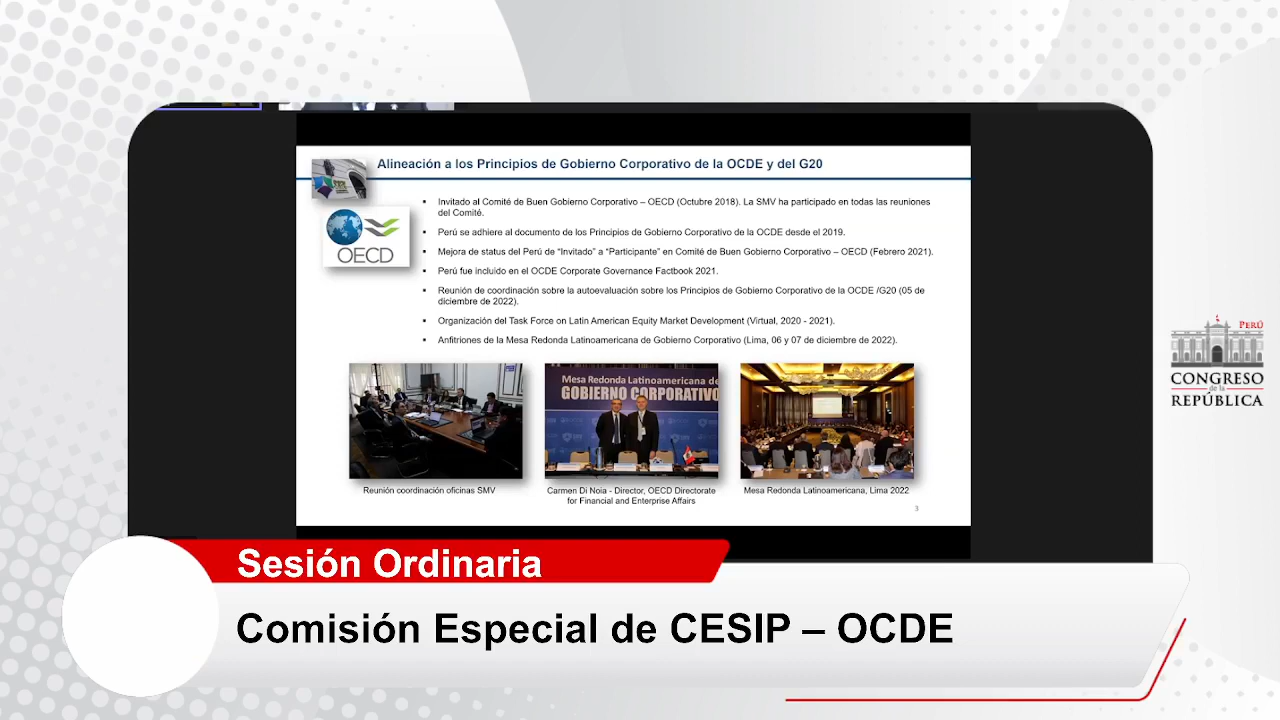 Alineación a los Principios de Gobierno Corporativo de la OCDE y del G20
OECD
▪ Invitado al Comité de Buen Gobierno Corporativo – OECD (Octubre 2018). La SMV ha participado en todas las reuniones
del Comité.
▪ Perú se adhiere al documento de los Principios de Gobierno Corporativo de la OCDE desde el 2019.
▪ Mejora de status del Perú de “Invitado” a “Participante” en Comité de Buen Gobierno Corporativo – OECD (Febrero 2021).
▪ Perú fue incluido en el OCDE Corporate Governance Factbook 2021.
▪ Reunión de coordinación sobre la autoevaluación sobre los Principios de Gobierno Corporativo de la OCDE /G20 (05 de
diciembre de 2022).
▪ Organización del Task Force on Latin American Equity Market Development (Virtual, 2020 - 2021).
▪ Anfitriones de la Mesa Redonda Latinoamericana de Gobierno Corporativo (Lima, 06 y 07 de diciembre de 2022).
Mesa Redonda Latinoamericana de
GOBIERNO CORPORATIVO
Reunión coordinación oficinas SMV
Carmen Di Noia - Director, OECD Directorate
for Financial and Enterprise Affairs
Mesa Redonda Latinoamericana, Lima 2022
3
PERÚ
CONGRESO
de la
REPÚBLICA
Sesión Ordinaria
Comisión Especial de CESIP – OCDE